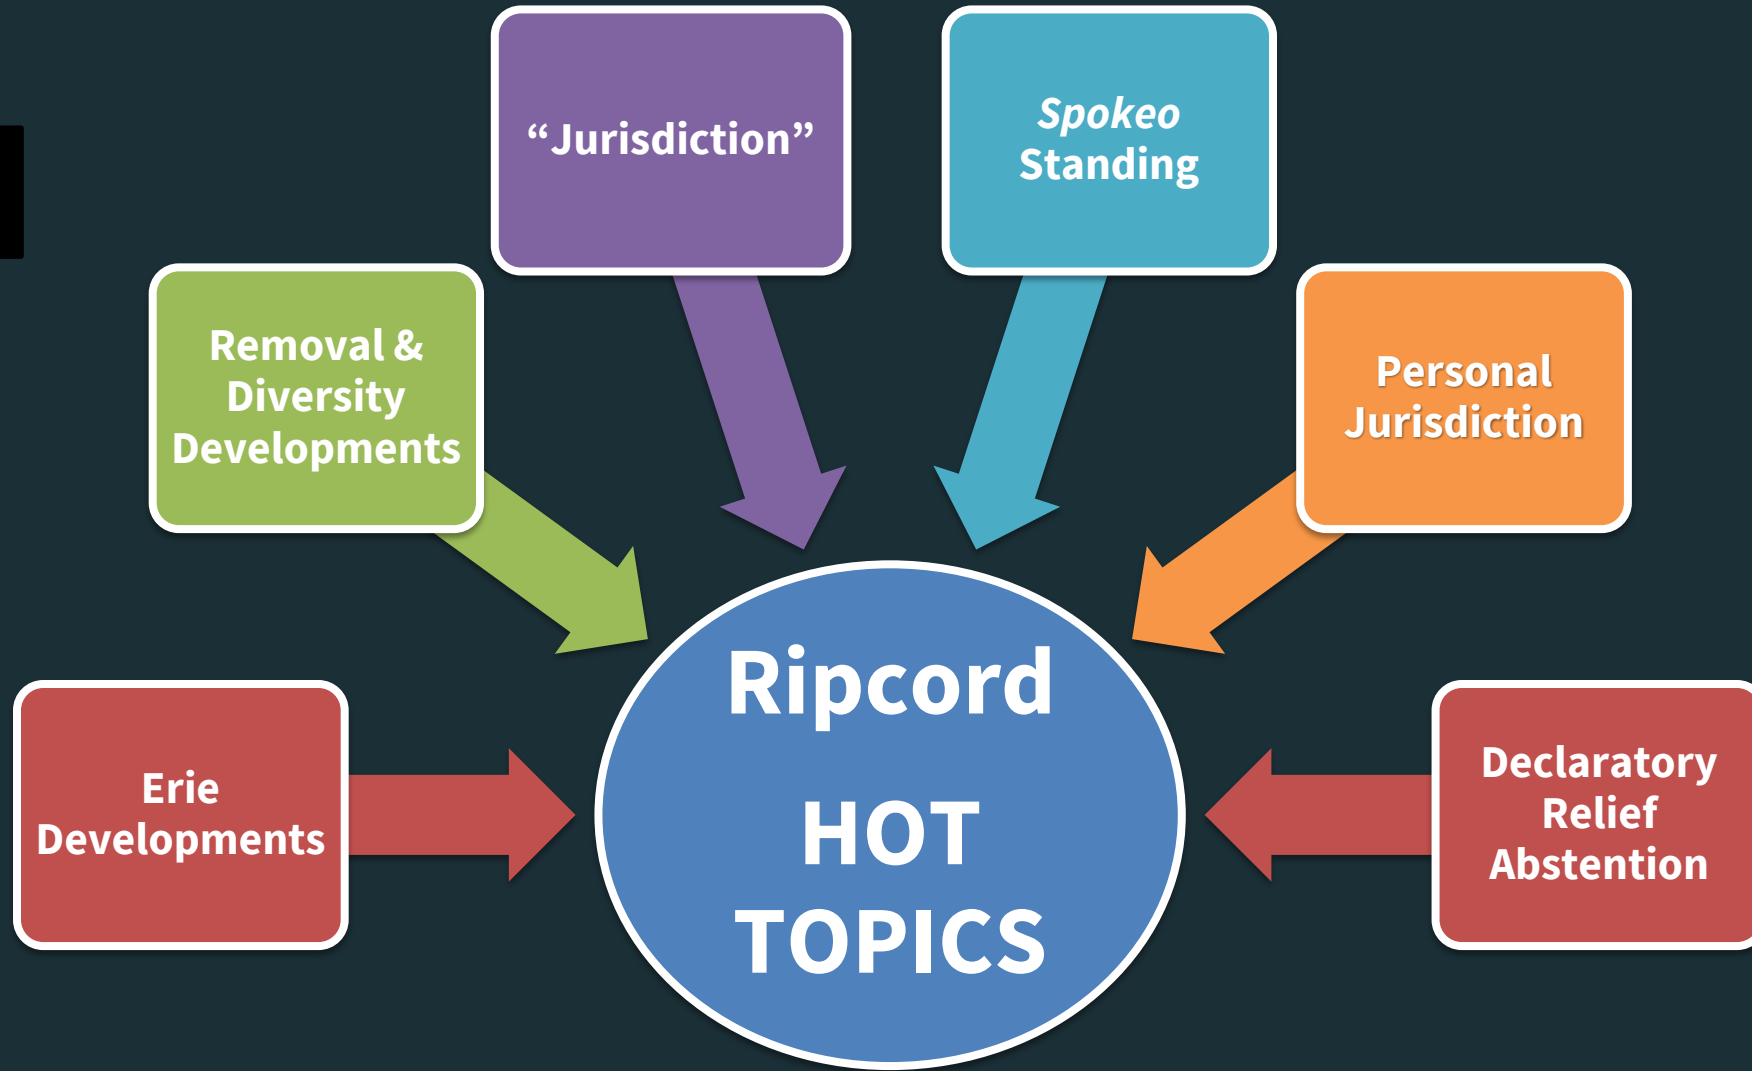 “Jurisdiction”
Spokeo
Standing
Removal &
Diversity
Developments
Personal
Jurisdiction
Erie
Developments
Ripcord
HOT
TOPICS
Declaratory
Relief
Abstention